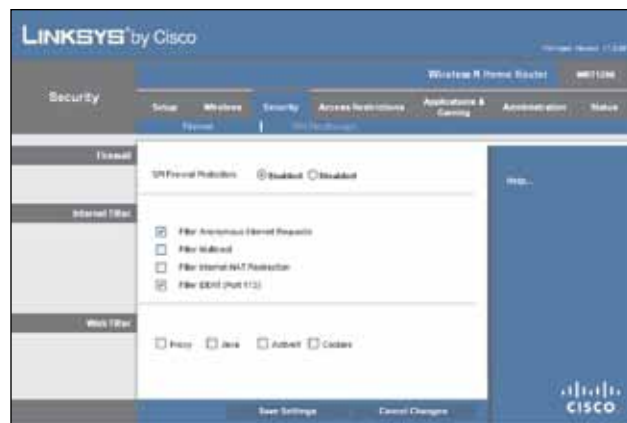 LINKSYS by Cisco
Wireless-N Home Router
Security
Setup Wireless Security Access Restrictions Applications & Gaming Administration Status
Firewall
Firewall
SPI Firewall Protection: Enabled Disabled
Help...
Internet Filter
Filter Anonymous Internet Requests
Filter Multicast
Filter Internet NAT Redirection
Filter IDENT (Port 113)
Web Filter
Proxy Java ActiveX Cookies
Save Settings Cancel Changes
CISCO